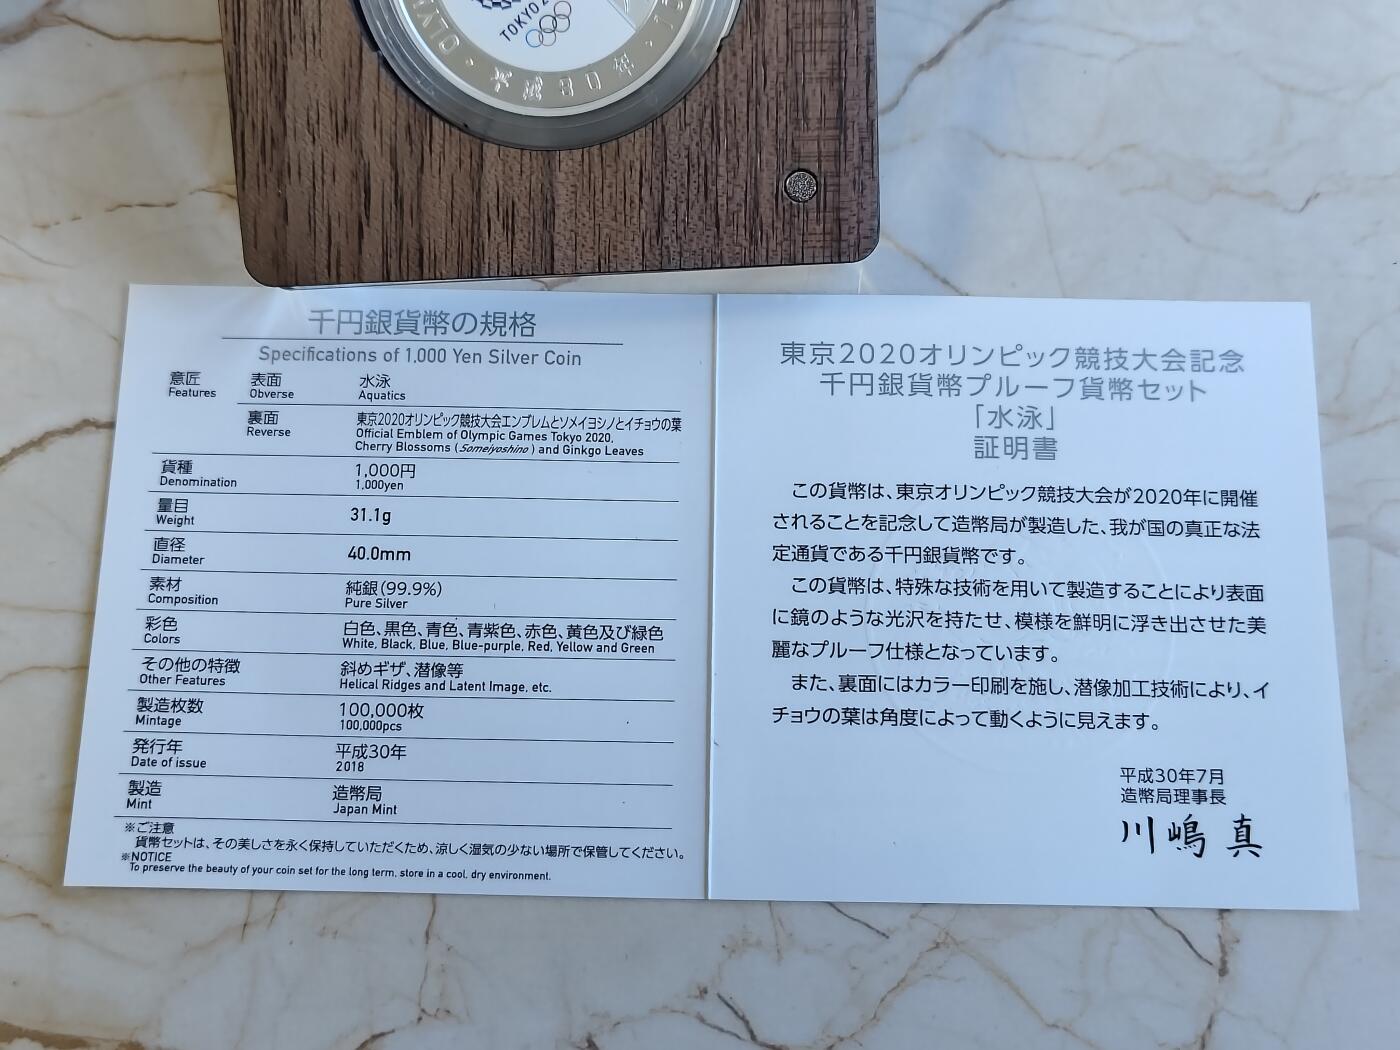 TOKYO 2
平成30年・15
千円銀貨幣の規格
Specifications of 1,000 Yen Silver Coin
意匠 表面 水泳
Features Obverse Aquatics
裏面 東京2020オリンピック競技大会エンブレムとソメイヨシノとイチョウの葉
Reverse Official Emblem of Olympic Games Tokyo 2020,
Cherry Blossoms (Someiyoshino) and Ginkgo Leaves
貨種 1,000円
Denomination 1,000yen
量目 31.1g
Weight
直径 40.0mm
Diameter
素材 純銀(99.9%)
Composition Pure Silver
彩色 白色、黒色、青色、青紫色、赤色、黄色及び緑色
Colors White, Black, Blue, Blue-purple, Red, Yellow and Green
その他の特徴 斜めギザ、潜像等
Other Features Helical Ridges and Latent Image, etc.
製造枚数 100,000枚
Mintage 100,000pcs
発行年 平成30年
Date of issue 2018
製造 造幣局
Mint Japan Mint
※ご注意
貨幣セットは、その美しさを永く保持していただくため、涼しく湿気の少ない場所で保管してください。
※NOTICE
To preserve the beauty of your coin set for the long term, store in a cool, dry environment.
東京2020オリンピック競技大会記念
千円銀貨幣プルーフ貨幣セット
「水泳」
証明書
この貨幣は、東京オリンピック競技大会が2020年に開催
されることを記念して造幣局が製造した、我が国の真正な法
定通貨である千円銀貨幣です。
この貨幣は、特殊な技術を用いて製造することにより表面
に鏡のような光沢を持たせ、模様を鮮明に浮き出させた美
麗なプルーフ仕様となっています。
また、裏面にはカラー印刷を施し、潜像加工技術により、イ
チョウの葉は角度によって動くように見えます。
平成30年7月
造幣局理事長
川嶋 真